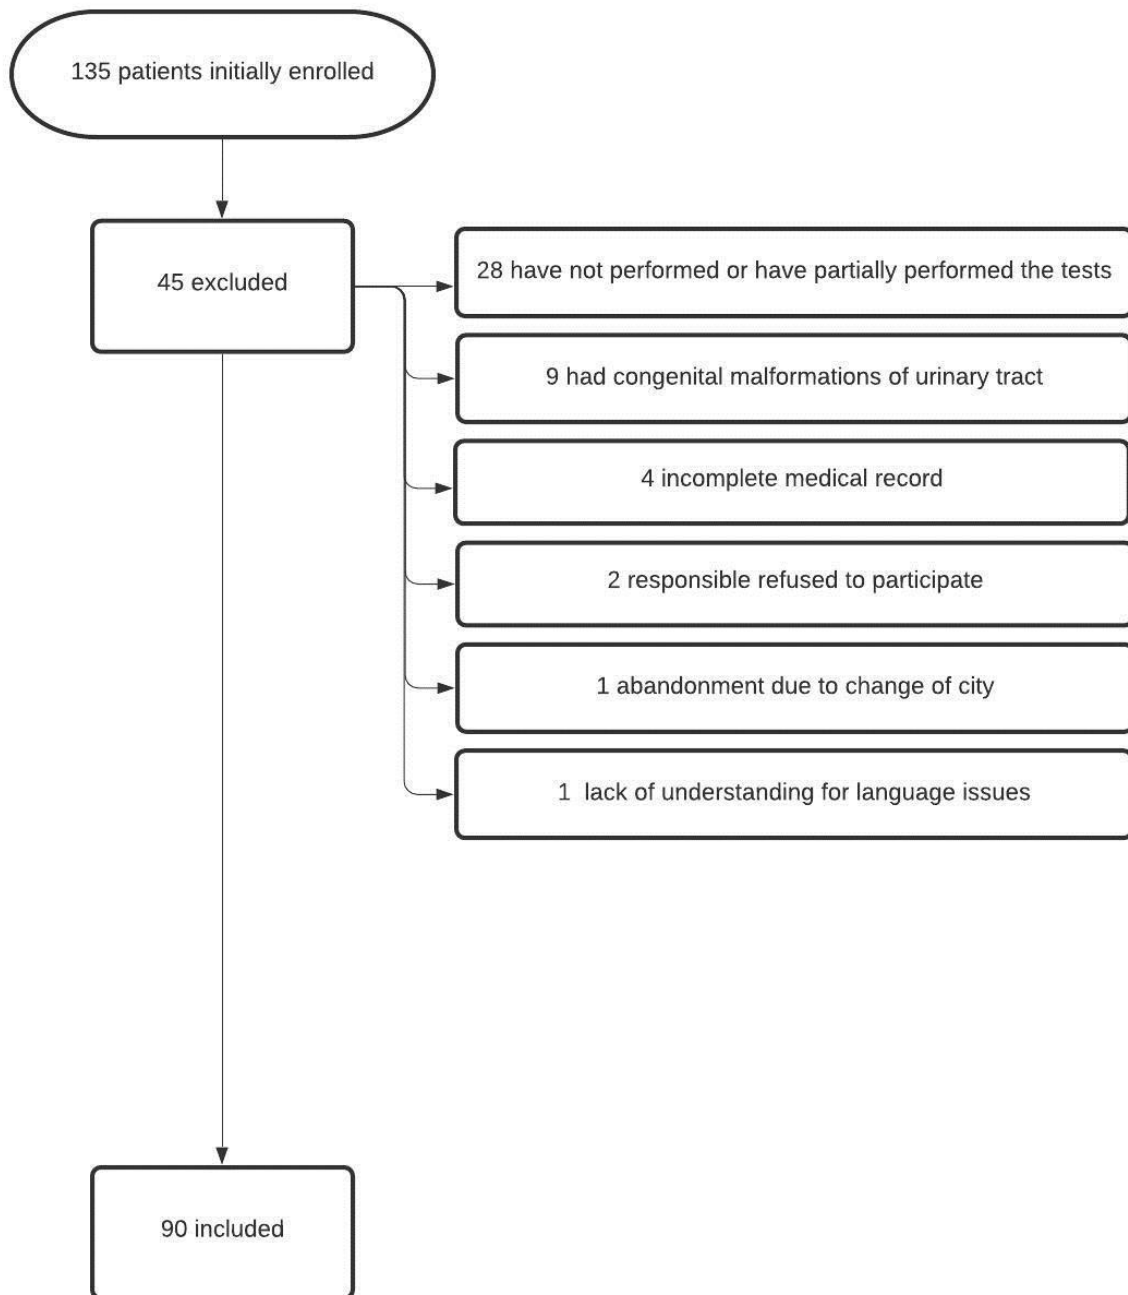 135 patients initially enrolled
45 excluded
28 have not performed or have partially performed the tests
9 had congenital malformations of urinary tract
4 incomplete medical record
2 responsible refused to participate
1 abandonment due to change of city
1 lack of understanding for language issues
90 included